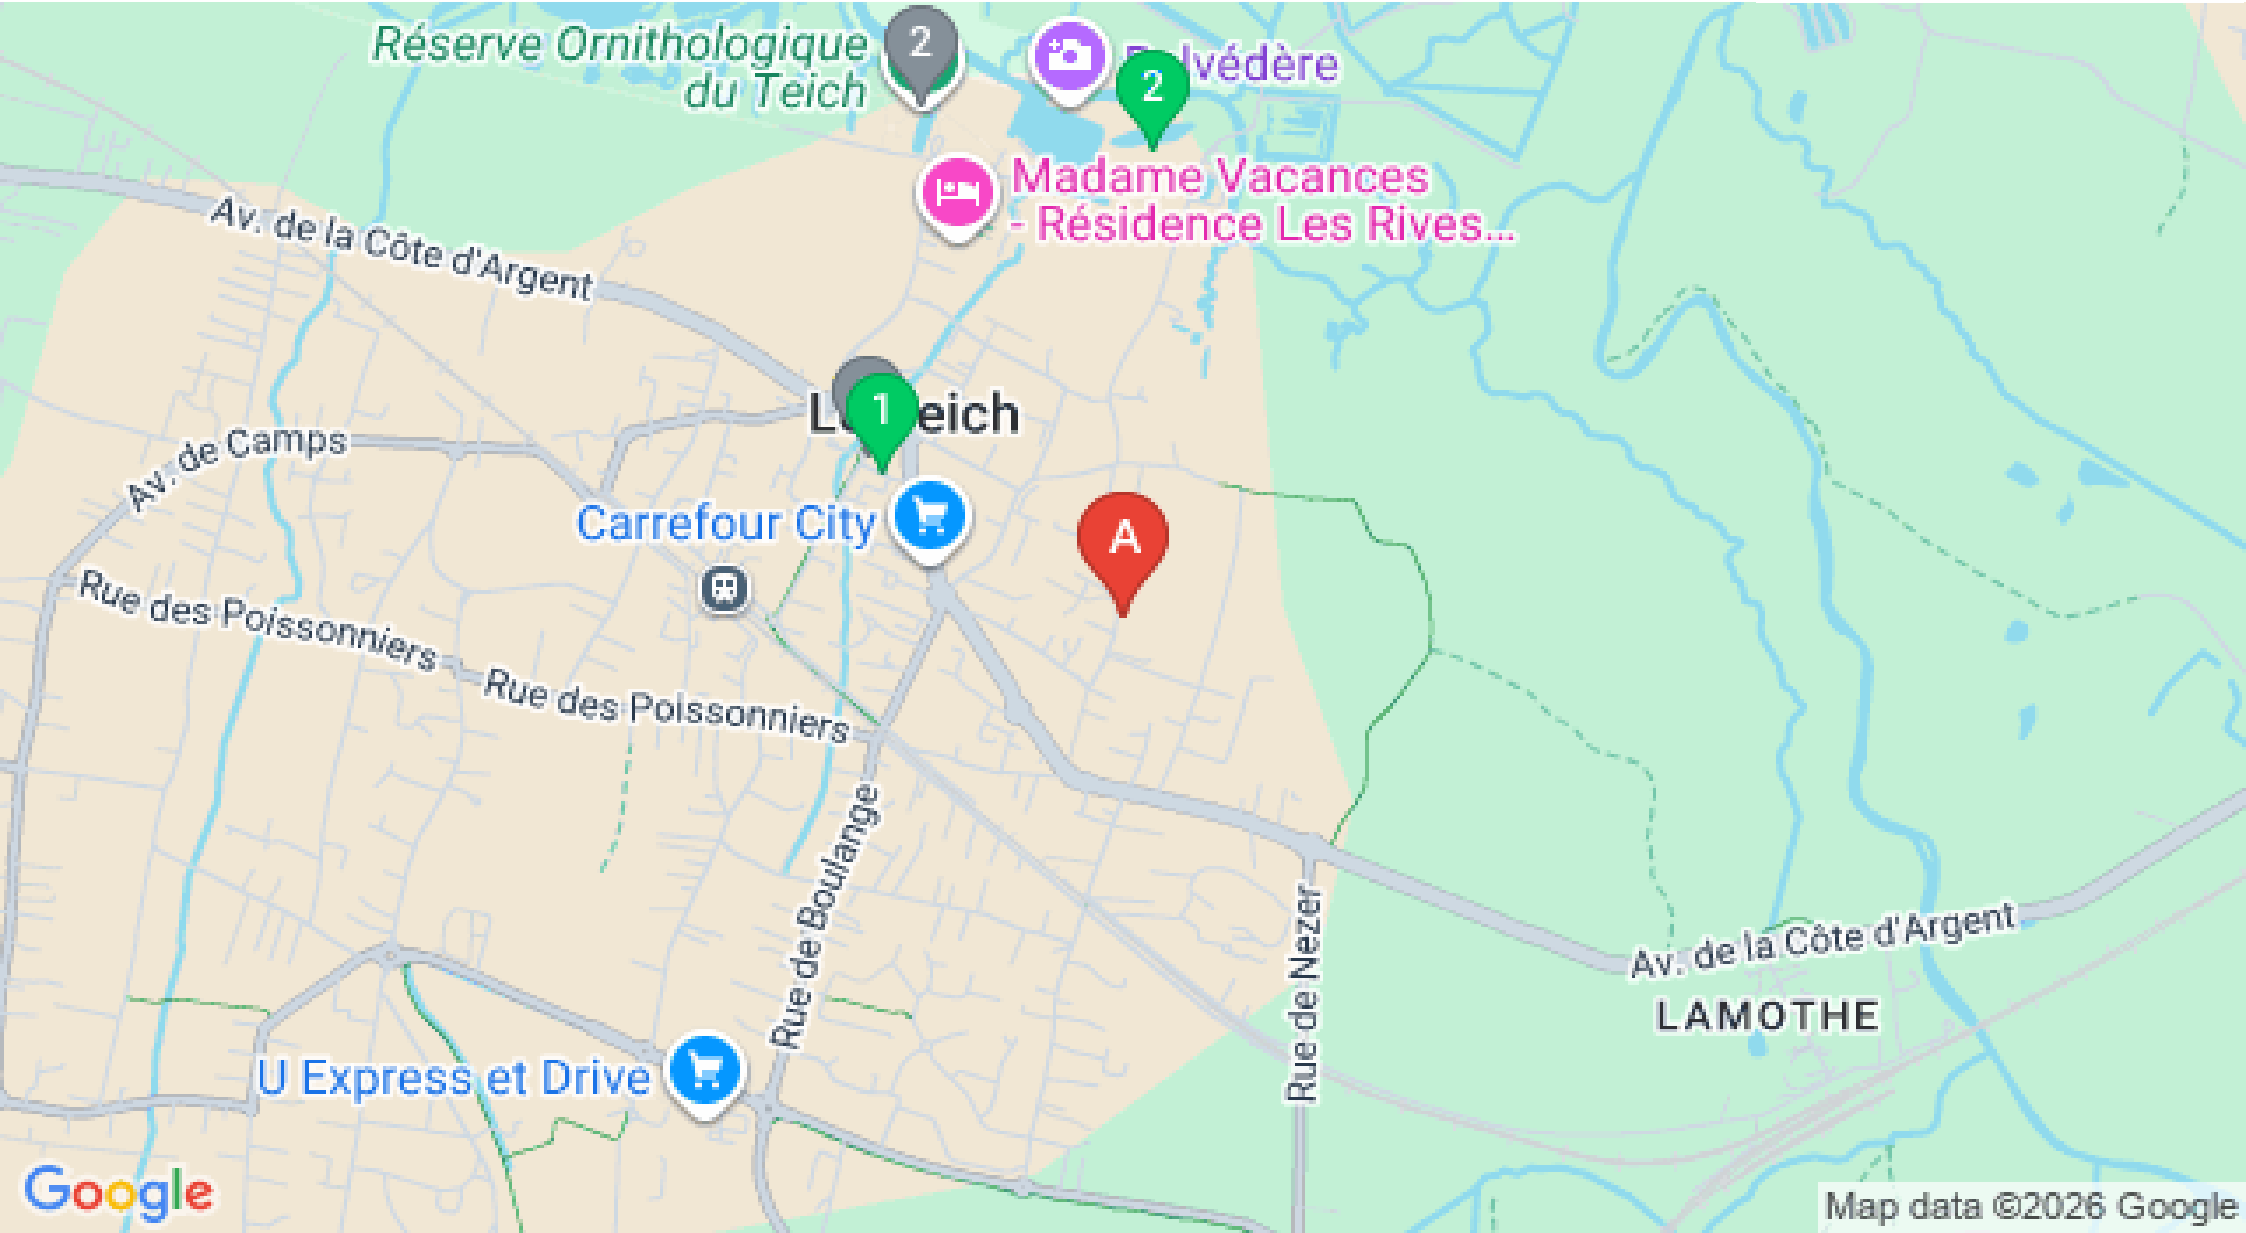 Réserve Ornithologique
du Teich
2
2
Madame Vacances
- Résidence Les Rives...
Av. de la Côte d'Argent
1
Av. de Camps
Carrefour City
A
Rue des Poissonniers
Rue des Poissonniers
Rue de Boulange
Rue de Nezer
Av. de la Côte d'Argent
LAMOTHE
U Express et Drive
Google
Map data ©2026 Google